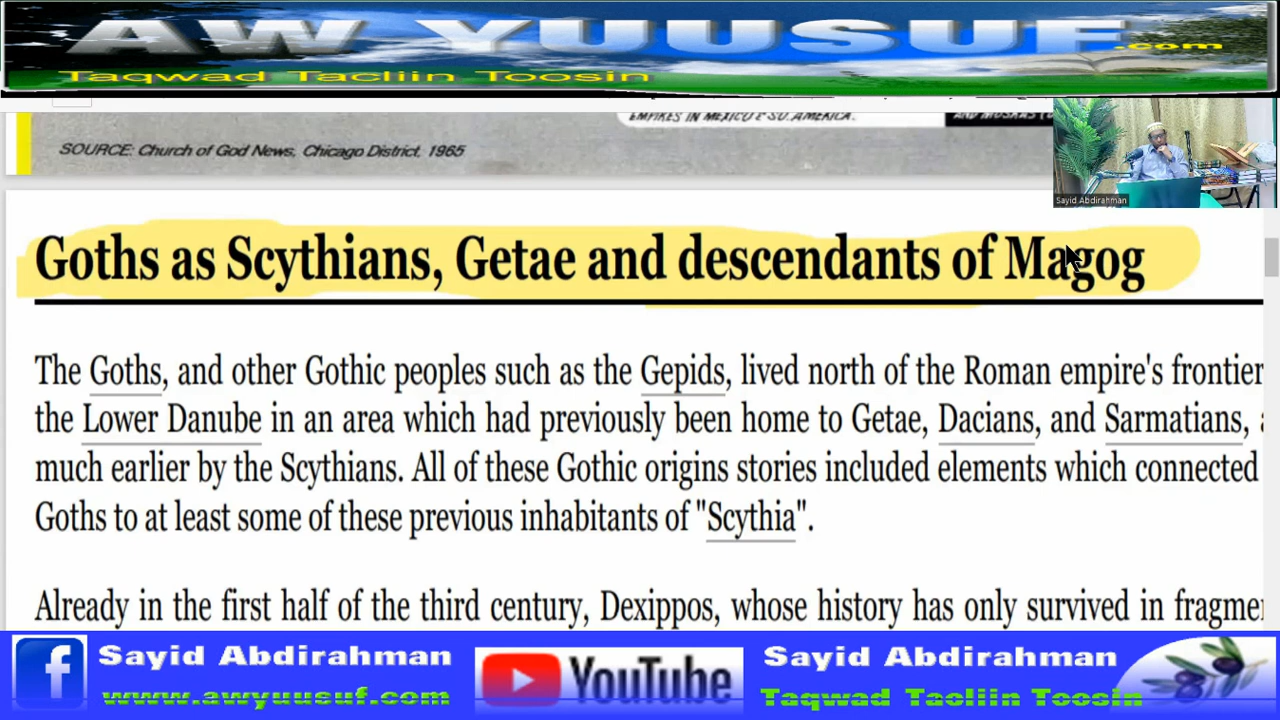 AW YUUSUF.com
Taqwad Tacliin Toosin
EMPIRES IN MEXICO & SO. AMERICA.
SOURCE: Church of God News, Chicago District, 1965
Sayid Abdirahman
Goths as Scythians, Getae and descendants of Magog
The Goths, and other Gothic peoples such as the Gepids, lived north of the Roman empire's frontier
the Lower Danube in an area which had previously been home to Getae, Dacians, and Sarmatians,
much earlier by the Scythians. All of these Gothic origins stories included elements which connected
Goths to at least some of these previous inhabitants of "Scythia".
Already in the first half of the third century, Dexippos, whose history has only survived in fragme
f Sayid Abdirahman
www.awyuusuf.com
YouTube
Sayid Abdirahman
Taqwad Taoliin Toosin